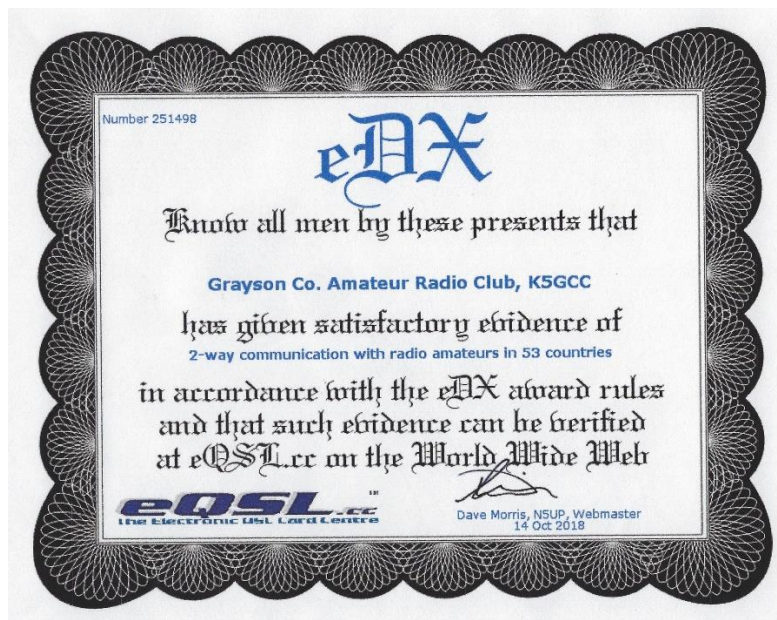 Number 251498
eDX
Know all men by these presents that
Grayson Co. Amateur Radio Club, K5GCC
has given satisfactory evidence of
2-way communication with radio amateurs in 53 countries
in accordance with the eDX award rules
and that such evidence can be verified
at eQSL.cc on the World Wide Web
eQSL.cc
TM
The Electronic QSL Card Centre
Dave Morris, N5UP, Webmaster
14 Oct 2018